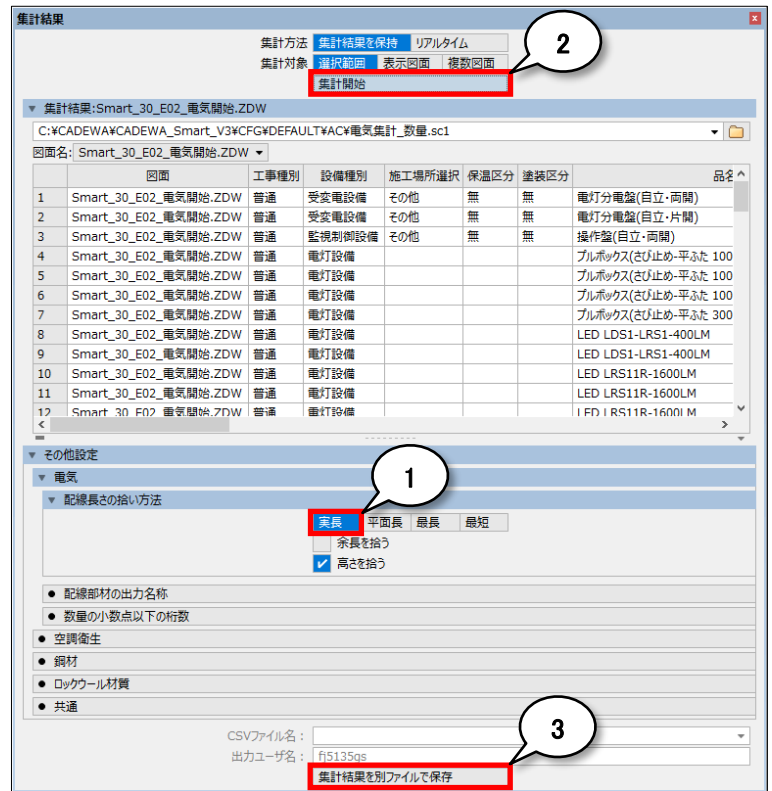 集計結果
集計方法 集計結果を保持 リアルタイム
2
集計対象 選択範囲 表示図面 複数図面
集計開始
集計結果:Smart_30_E02_電気開始.ZDW
C:¥CADEWA¥CADEWA_Smart_V3¥CFG¥DEFAULT¥AC¥電気集計_数量.sc1
図面名: Smart_30_E02_電気開始.ZDW
図面 工事種別 設備種別 施工場所選択 保温区分 塗装区分 品名
1 Smart_30_E02_電気開始.ZDW 普通 受変電設備 その他 無 無 電灯分電盤(自立・両開)
2 Smart_30_E02_電気開始.ZDW 普通 受変電設備 その他 無 無 電灯分電盤(自立・片開)
3 Smart_30_E02_電気開始.ZDW 普通 監視制御設備 その他 無 無 操作盤(自立・両開)
4 Smart_30_E02_電気開始.ZDW 普通 電灯設備 プルボックス(さび止め-平ふた 100
5 Smart_30_E02_電気開始.ZDW 普通 電灯設備 プルボックス(さび止め-平ふた 100
6 Smart_30_E02_電気開始.ZDW 普通 電灯設備 プルボックス(さび止め-平ふた 100
7 Smart_30_E02_電気開始.ZDW 普通 電灯設備 プルボックス(さび止め-平ふた 300
8 Smart_30_E02_電気開始.ZDW 普通 電灯設備 LED LDS1-LRS1-400LM
9 Smart_30_E02_電気開始.ZDW 普通 電灯設備 LED LDS1-LRS1-400LM
10 Smart_30_E02_電気開始.ZDW 普通 電灯設備 LED LRS11R-1600LM
11 Smart_30_E02_電気開始.ZDW 普通 電灯設備 LED LRS11R-1600LM
12 Smart_30_E02_電気開始.ZDW 普通 電灯設備 LED LRS11R-1600LM
その他設定
電気
1
配線長さの拾い方法
実長 平面長 最長 最短
余長を拾う
高さを拾う
配線部材の出力名称
数量の小数点以下の桁数
空調衛生
鋼材
ロックウール材質
共通
CSVファイル名:
3
出力ユーザ名: fj5135gs
集計結果を別ファイルで保存